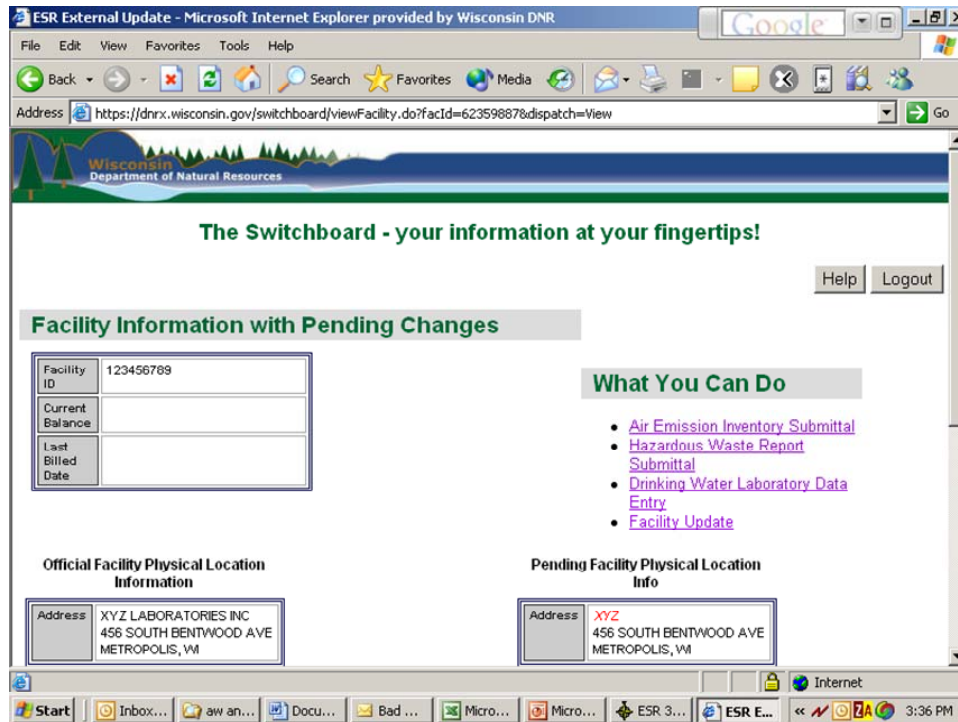 ESR External Update - Microsoft Internet Explorer provided by Wisconsin DNR
Google
File Edit View Favorites Tools Help
Back Search Favorites Media
Address https://dnrx.wisconsin.gov/switchboard/viewFacility.do?facId=62359887&dispatch=View Go
Wisconsin
Department of Natural Resources
The Switchboard - your information at your fingertips!
Help Logout
Facility Information with Pending Changes
Facility ID 123456789
Current Balance
Last Billed Date
What You Can Do
Air Emission Inventory Submittal
Hazardous Waste Report
Submittal
Drinking Water Laboratory Data
Entry
Facility Update
Official Facility Physical Location
Information
Address XYZ LABORATORIES INC
456 SOUTH BENTWOOD AVE
METROPOLIS, WI
Pending Facility Physical Location
Info
Address XYZ
456 SOUTH BENTWOOD AVE
METROPOLIS, WI
Internet
Start Inbox... aw an... Docu... Bad ... Micro... Micro... ESR 3... ESR E... 3:36 PM